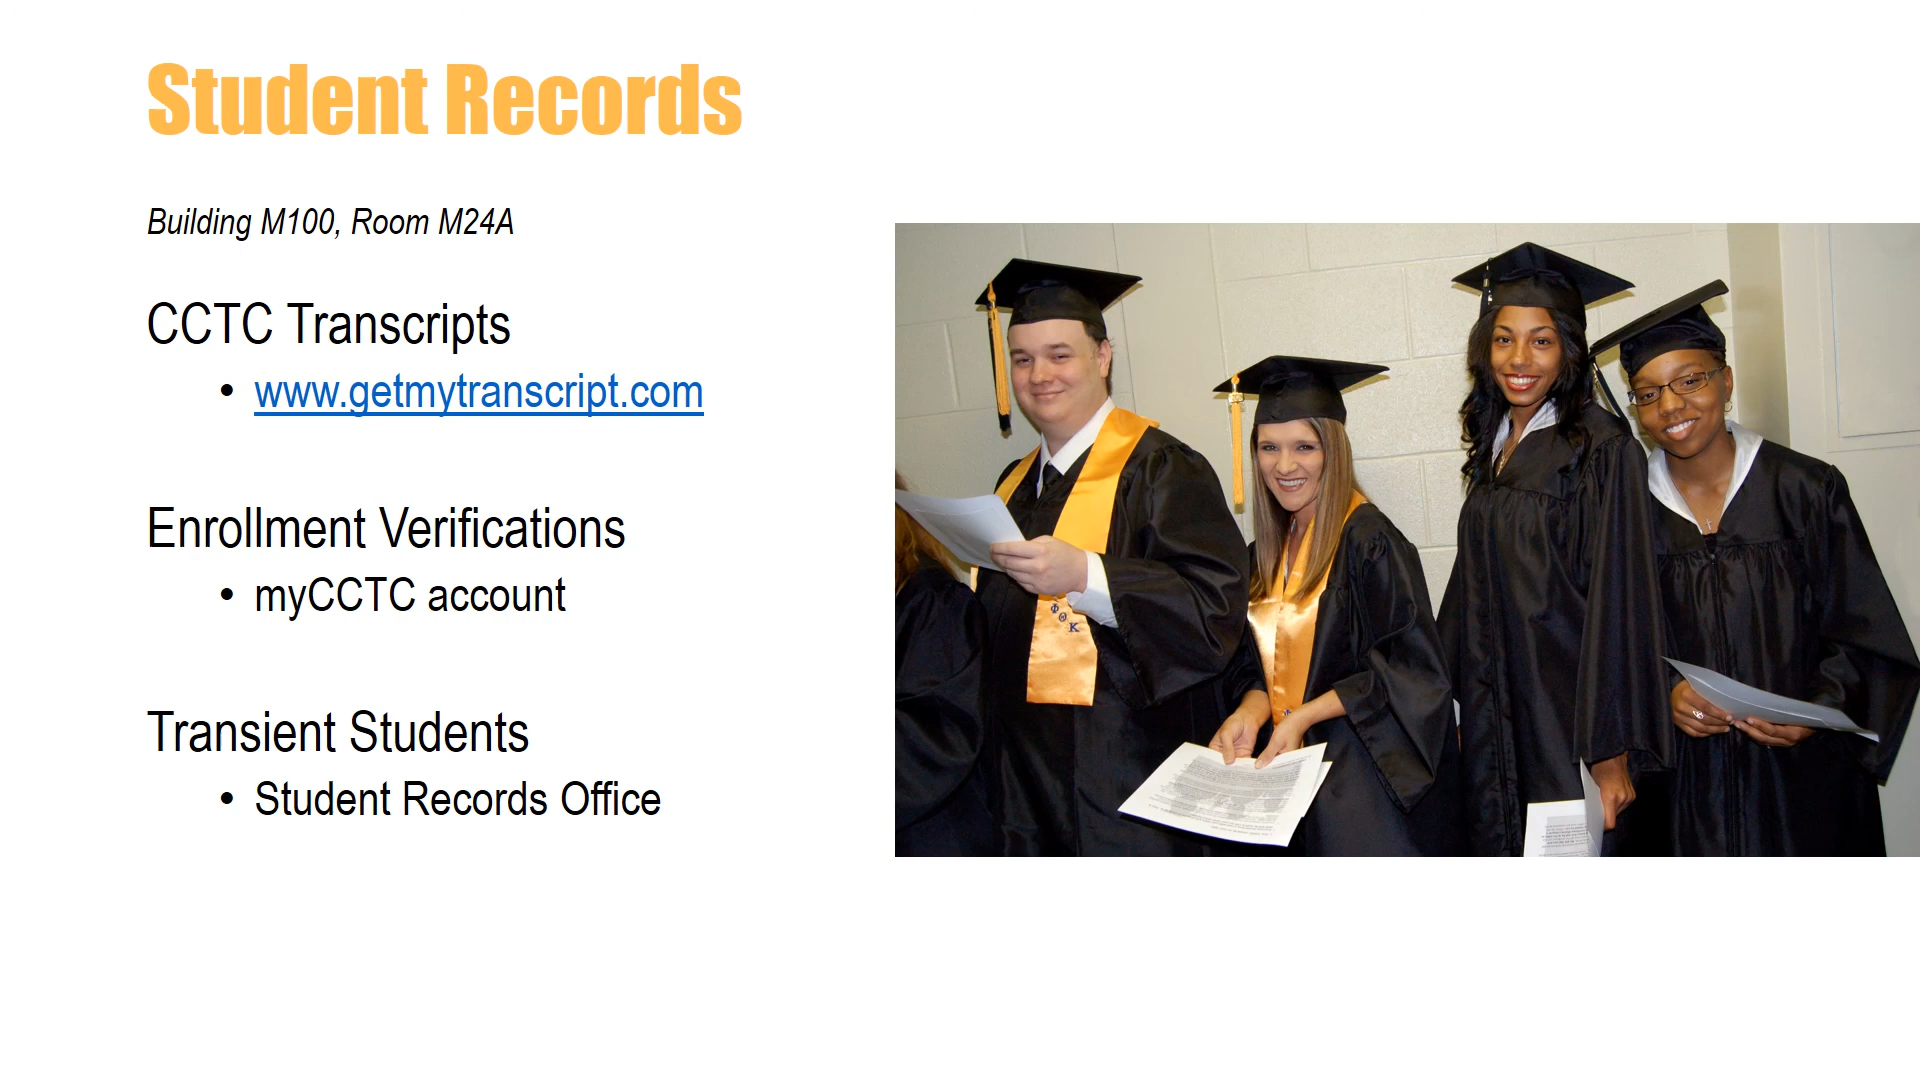 Student Records
Building M100, Room M24A
CCTC Transcripts
• www.getmytranscript.com
Enrollment Verifications
• myCCTC account
Transient Students
• Student Records Office
ΦΘΚ